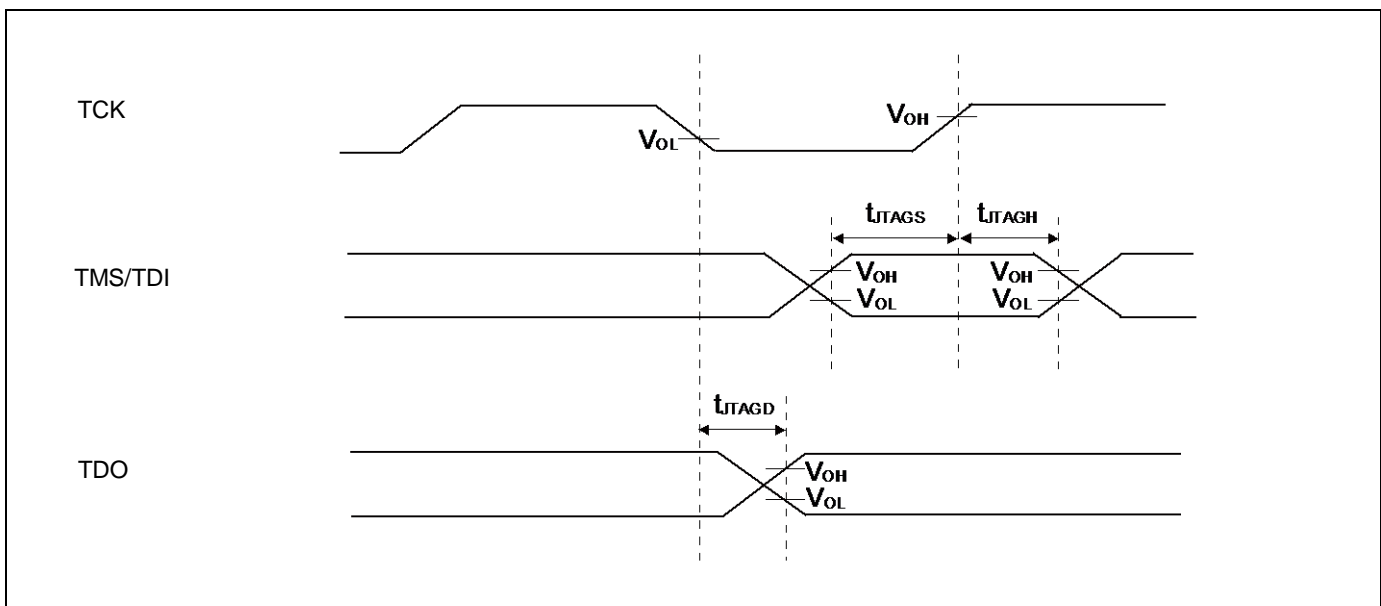 TCK
VOL
VOH
tJTAGS
tJTAGH
TMS/TDI
VOH
VOL
VOH
VOL
tJTAGD
TDO
VOH
VOL